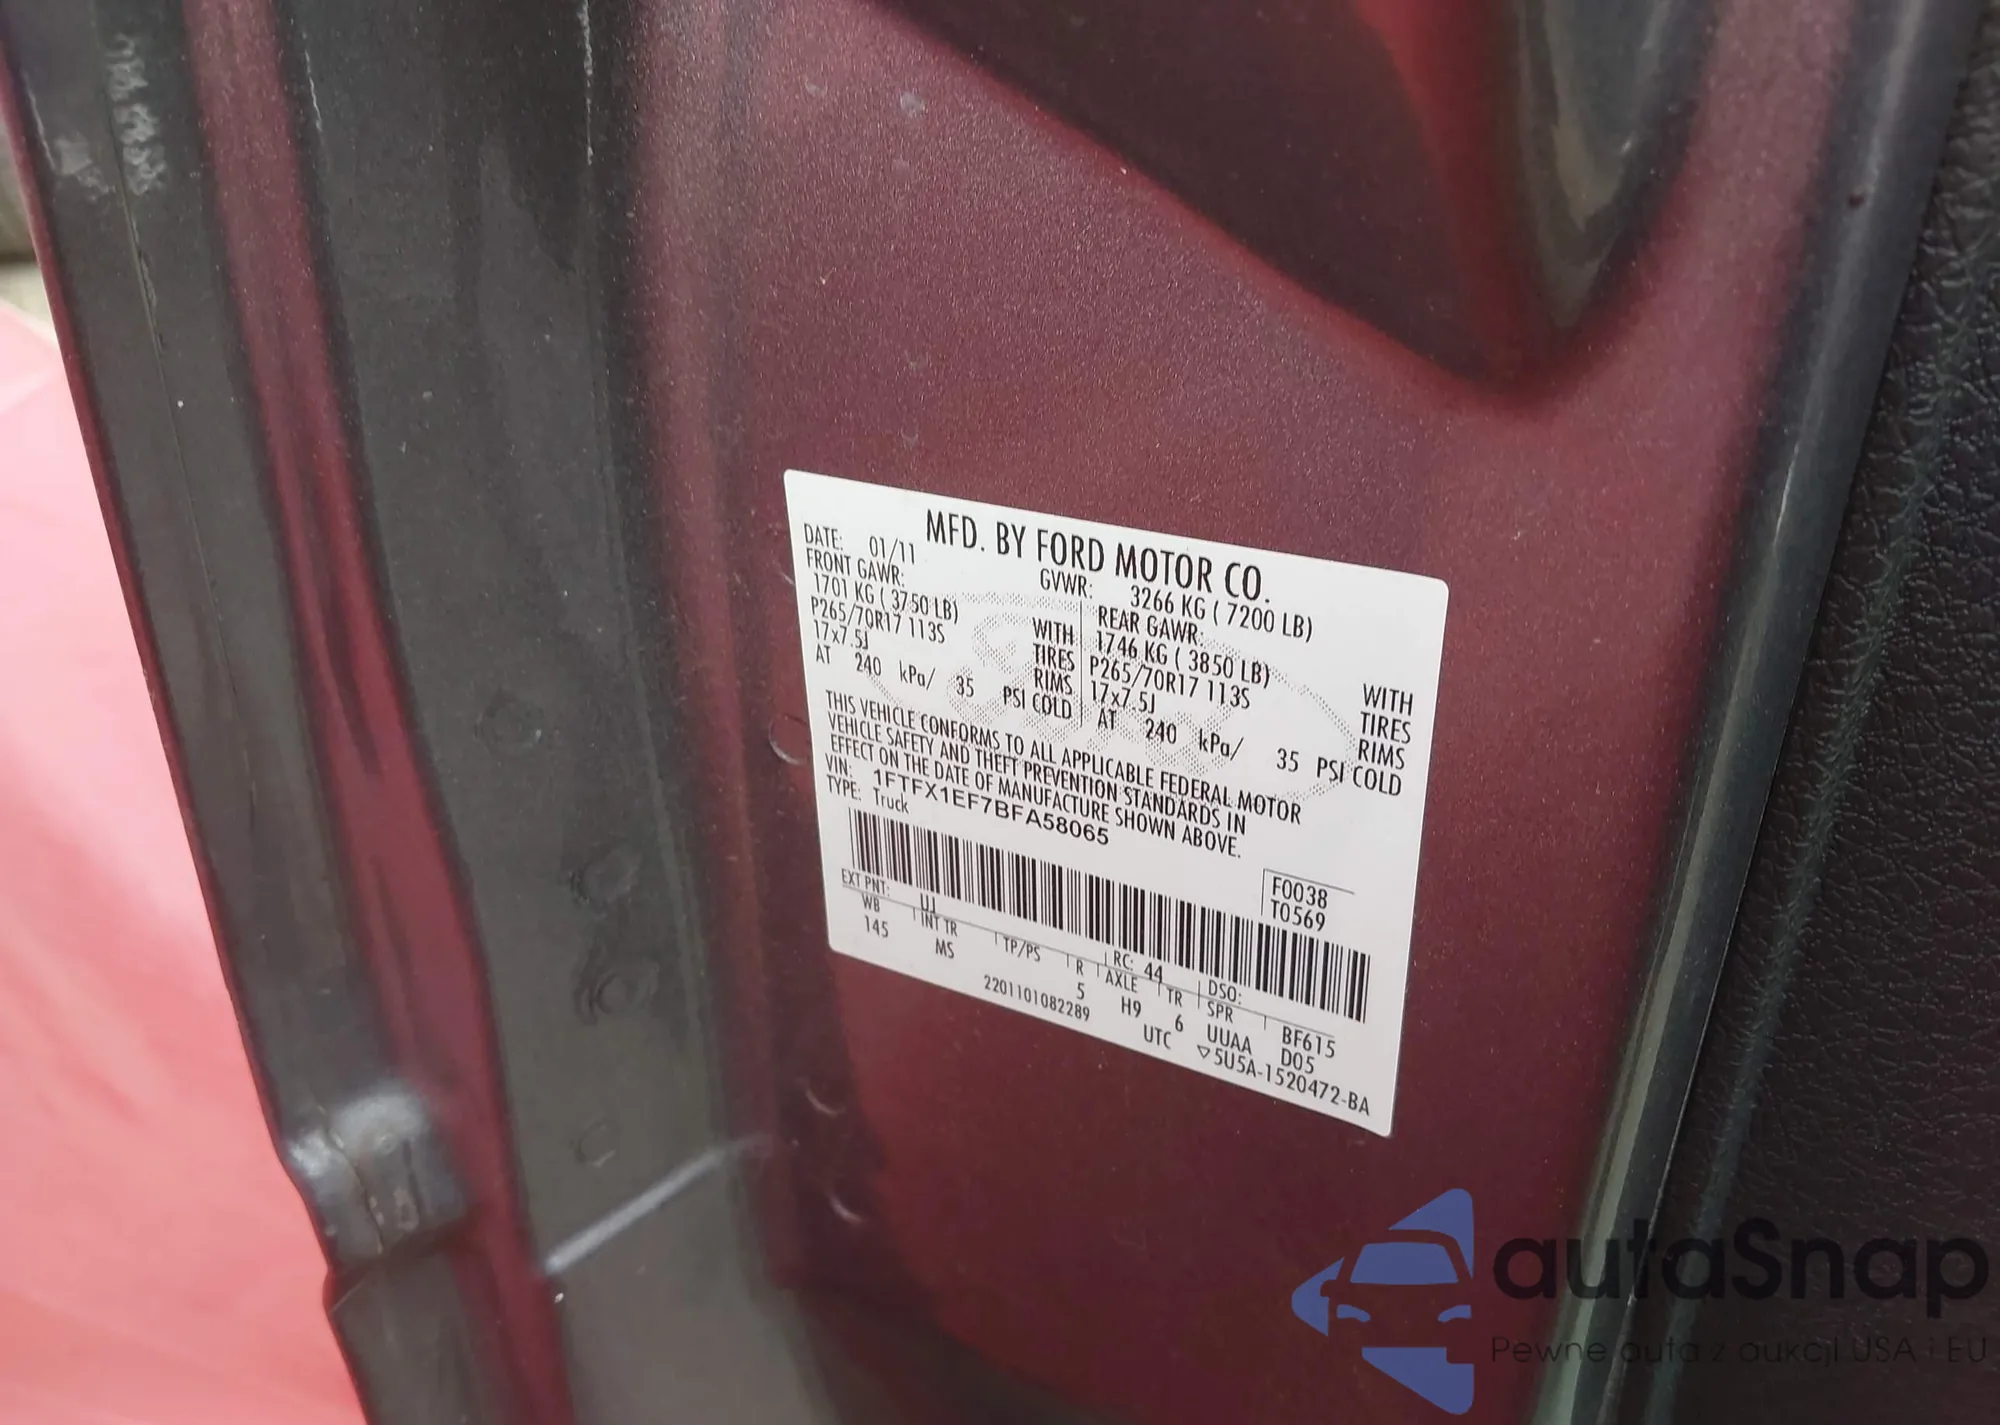 MFD. BY FORD MOTOR CO.
DATE: 01/11 GVWR: 3266 KG ( 7200 LB)
FRONT GAWR: REAR GAWR:
1701 KG ( 3750 LB) WITH 1746 KG ( 3850 LB) WITH
P265/70R17 113S TIRES P265/70R17 113S TIRES
17x7.5J RIMS 17x7.5J RIMS
AT 240 kPa/ 35 PSI COLD AT 240 kPa/ 35 PSI COLD
THIS VEHICLE CONFORMS TO ALL APPLICABLE FEDERAL MOTOR
VEHICLE SAFETY AND THEFT PREVENTION STANDARDS IN
EFFECT ON THE DATE OF MANUFACTURE SHOWN ABOVE.
VIN: 1FTFX1EF7BFA58065
TYPE: Truck
F0038
T0569
EXT PNT: UJ RC: 44 DSO:
WB INT TR TP/PS R AXLE TR SPR BF615
145 MS 5 H9 6 UUAA D05
2201101082289 UTC ▽5U5A-1520472-BA
autaSnap
Pewne auta z aukcji USA i EU